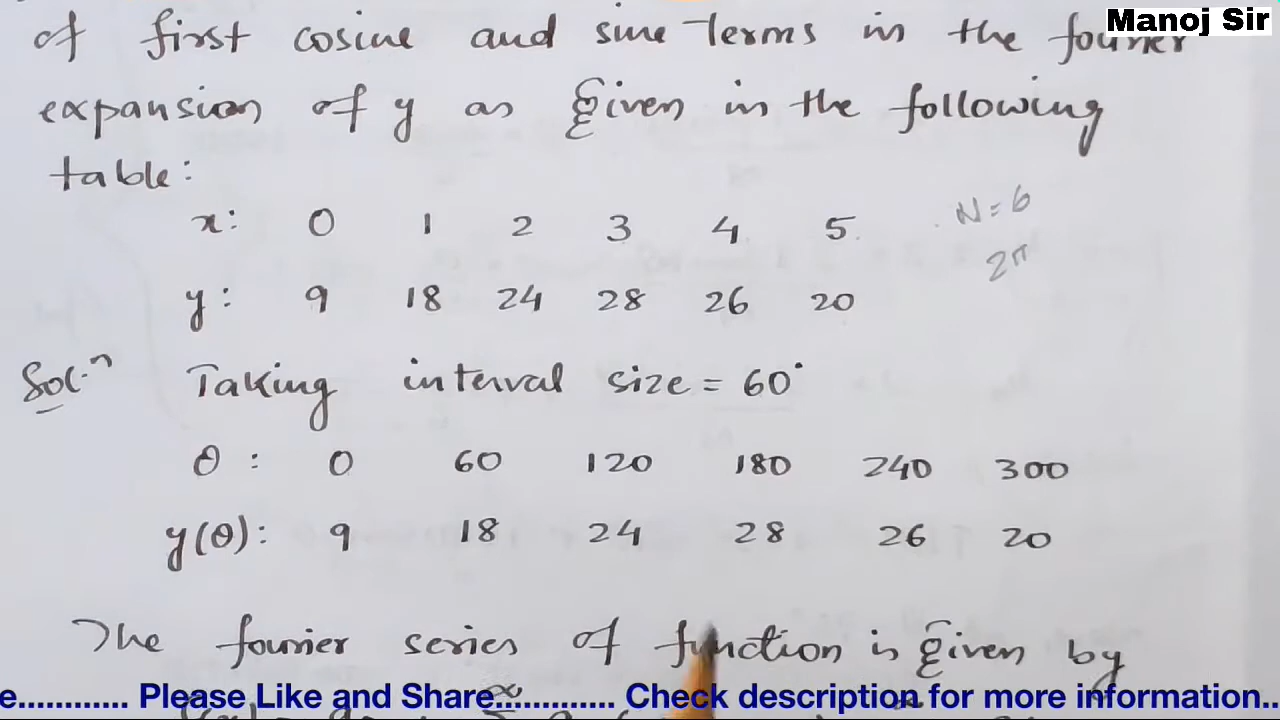 Manoj Sir
of first cosine and sine Terms in the fourier
expansion of y as given in the following
table:
x: 0 1 2 3 4 5
N = 6
2π
y: 9 18 24 28 26 20
Sol.n Taking interval size = 60°
θ : 0 60 120 180 240 300
y(θ): 9 18 24 28 26 20
The fourier series of function is given by
e............ Please Like and Share............. Check description for more information..